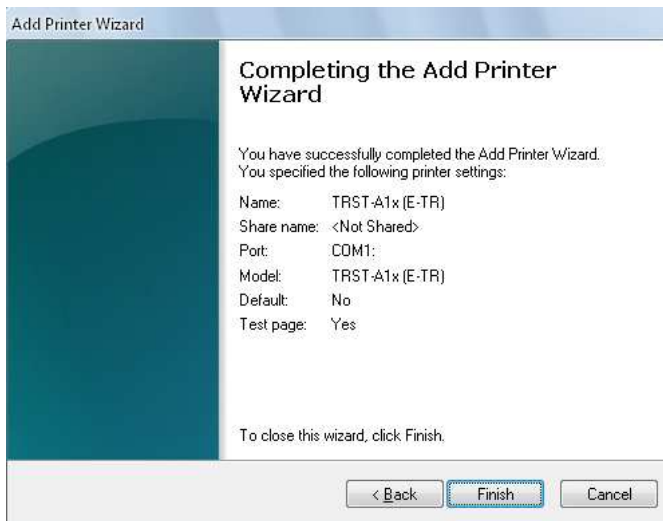 Add Printer Wizard
Completing the Add Printer
Wizard
You have successfully completed the Add Printer Wizard.
You specified the following printer settings:
Name: TRST-A1x (E-TR)
Share name: <Not Shared>
Port: COM1:
Model: TRST-A1x (E-TR)
Default: No
Test page: Yes
To close this wizard, click Finish.
< Back Finish Cancel